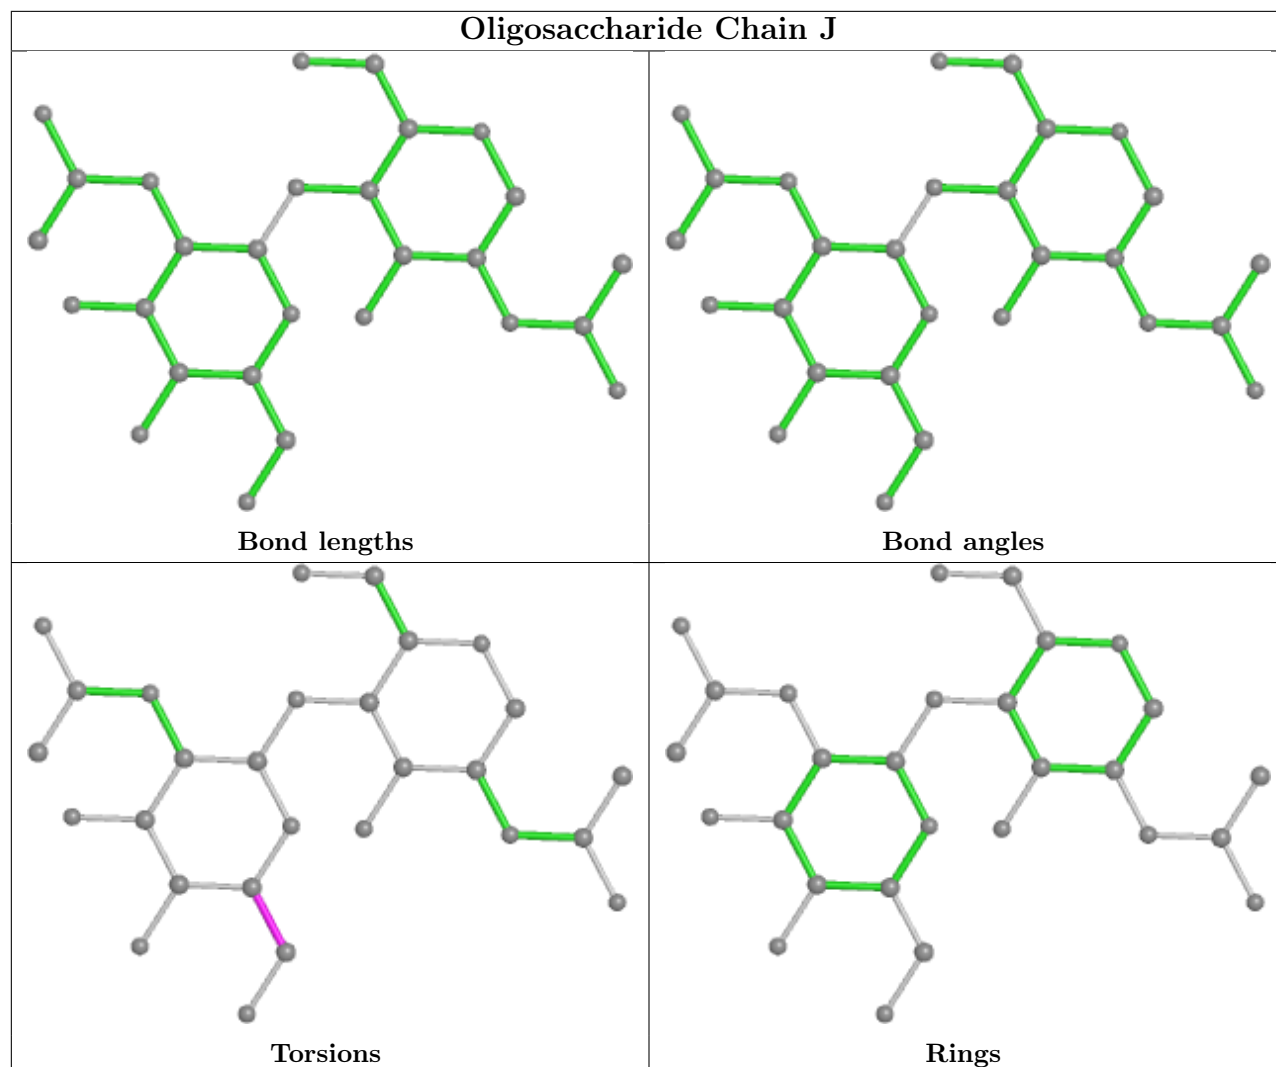 Oligosaccharide Chain J
Bond lengths
Bond angles
Torsions
Rings